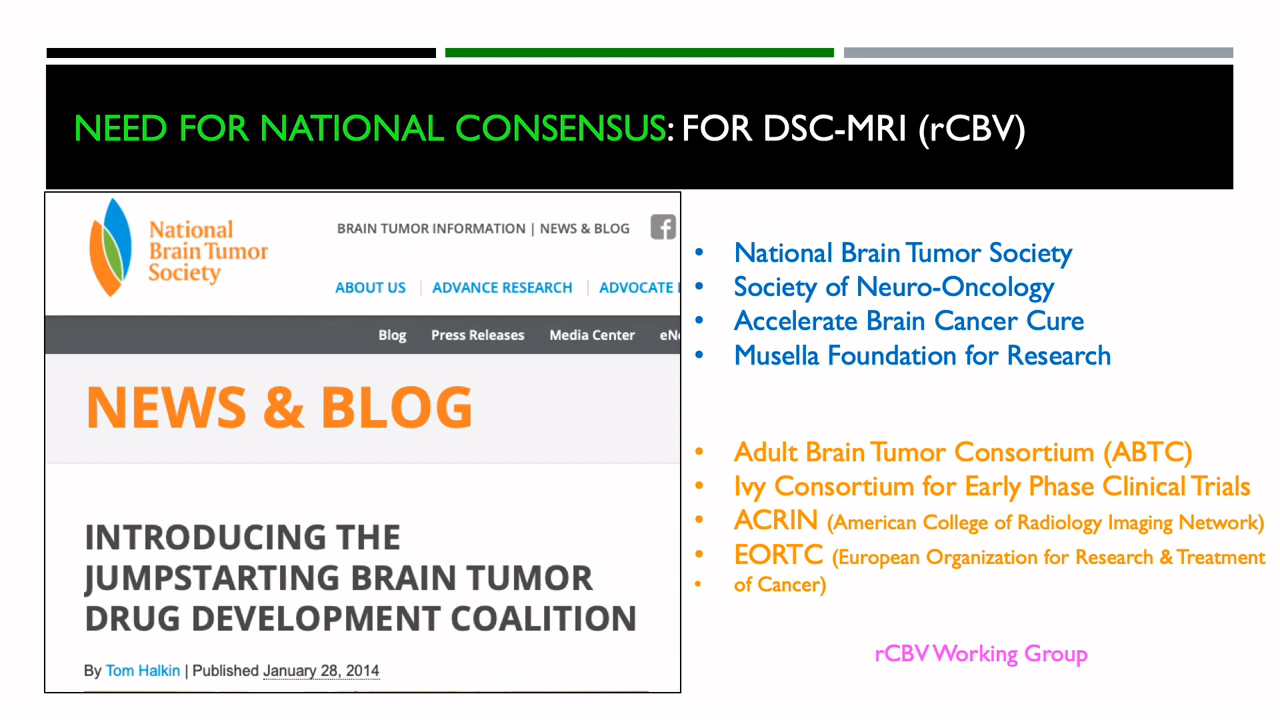 NEED FOR NATIONAL CONSENSUS: FOR DSC-MRI (rCBV)
National
Brain Tumor
Society
BRAIN TUMOR INFORMATION | NEWS & BLOG
ABOUT US | ADVANCE RESEARCH | ADVOCATE
Blog Press Releases Media Center eNe
NEWS & BLOG
INTRODUCING THE
JUMPSTARTING BRAIN TUMOR
DRUG DEVELOPMENT COALITION
By Tom Halkin | Published January 28, 2014
• National Brain Tumor Society
• Society of Neuro-Oncology
• Accelerate Brain Cancer Cure
• Musella Foundation for Research
• Adult Brain Tumor Consortium (ABTC)
• Ivy Consortium for Early Phase Clinical Trials
• ACRIN (American College of Radiology Imaging Network)
• EORTC (European Organization for Research & Treatment
• of Cancer)
rCBV Working Group